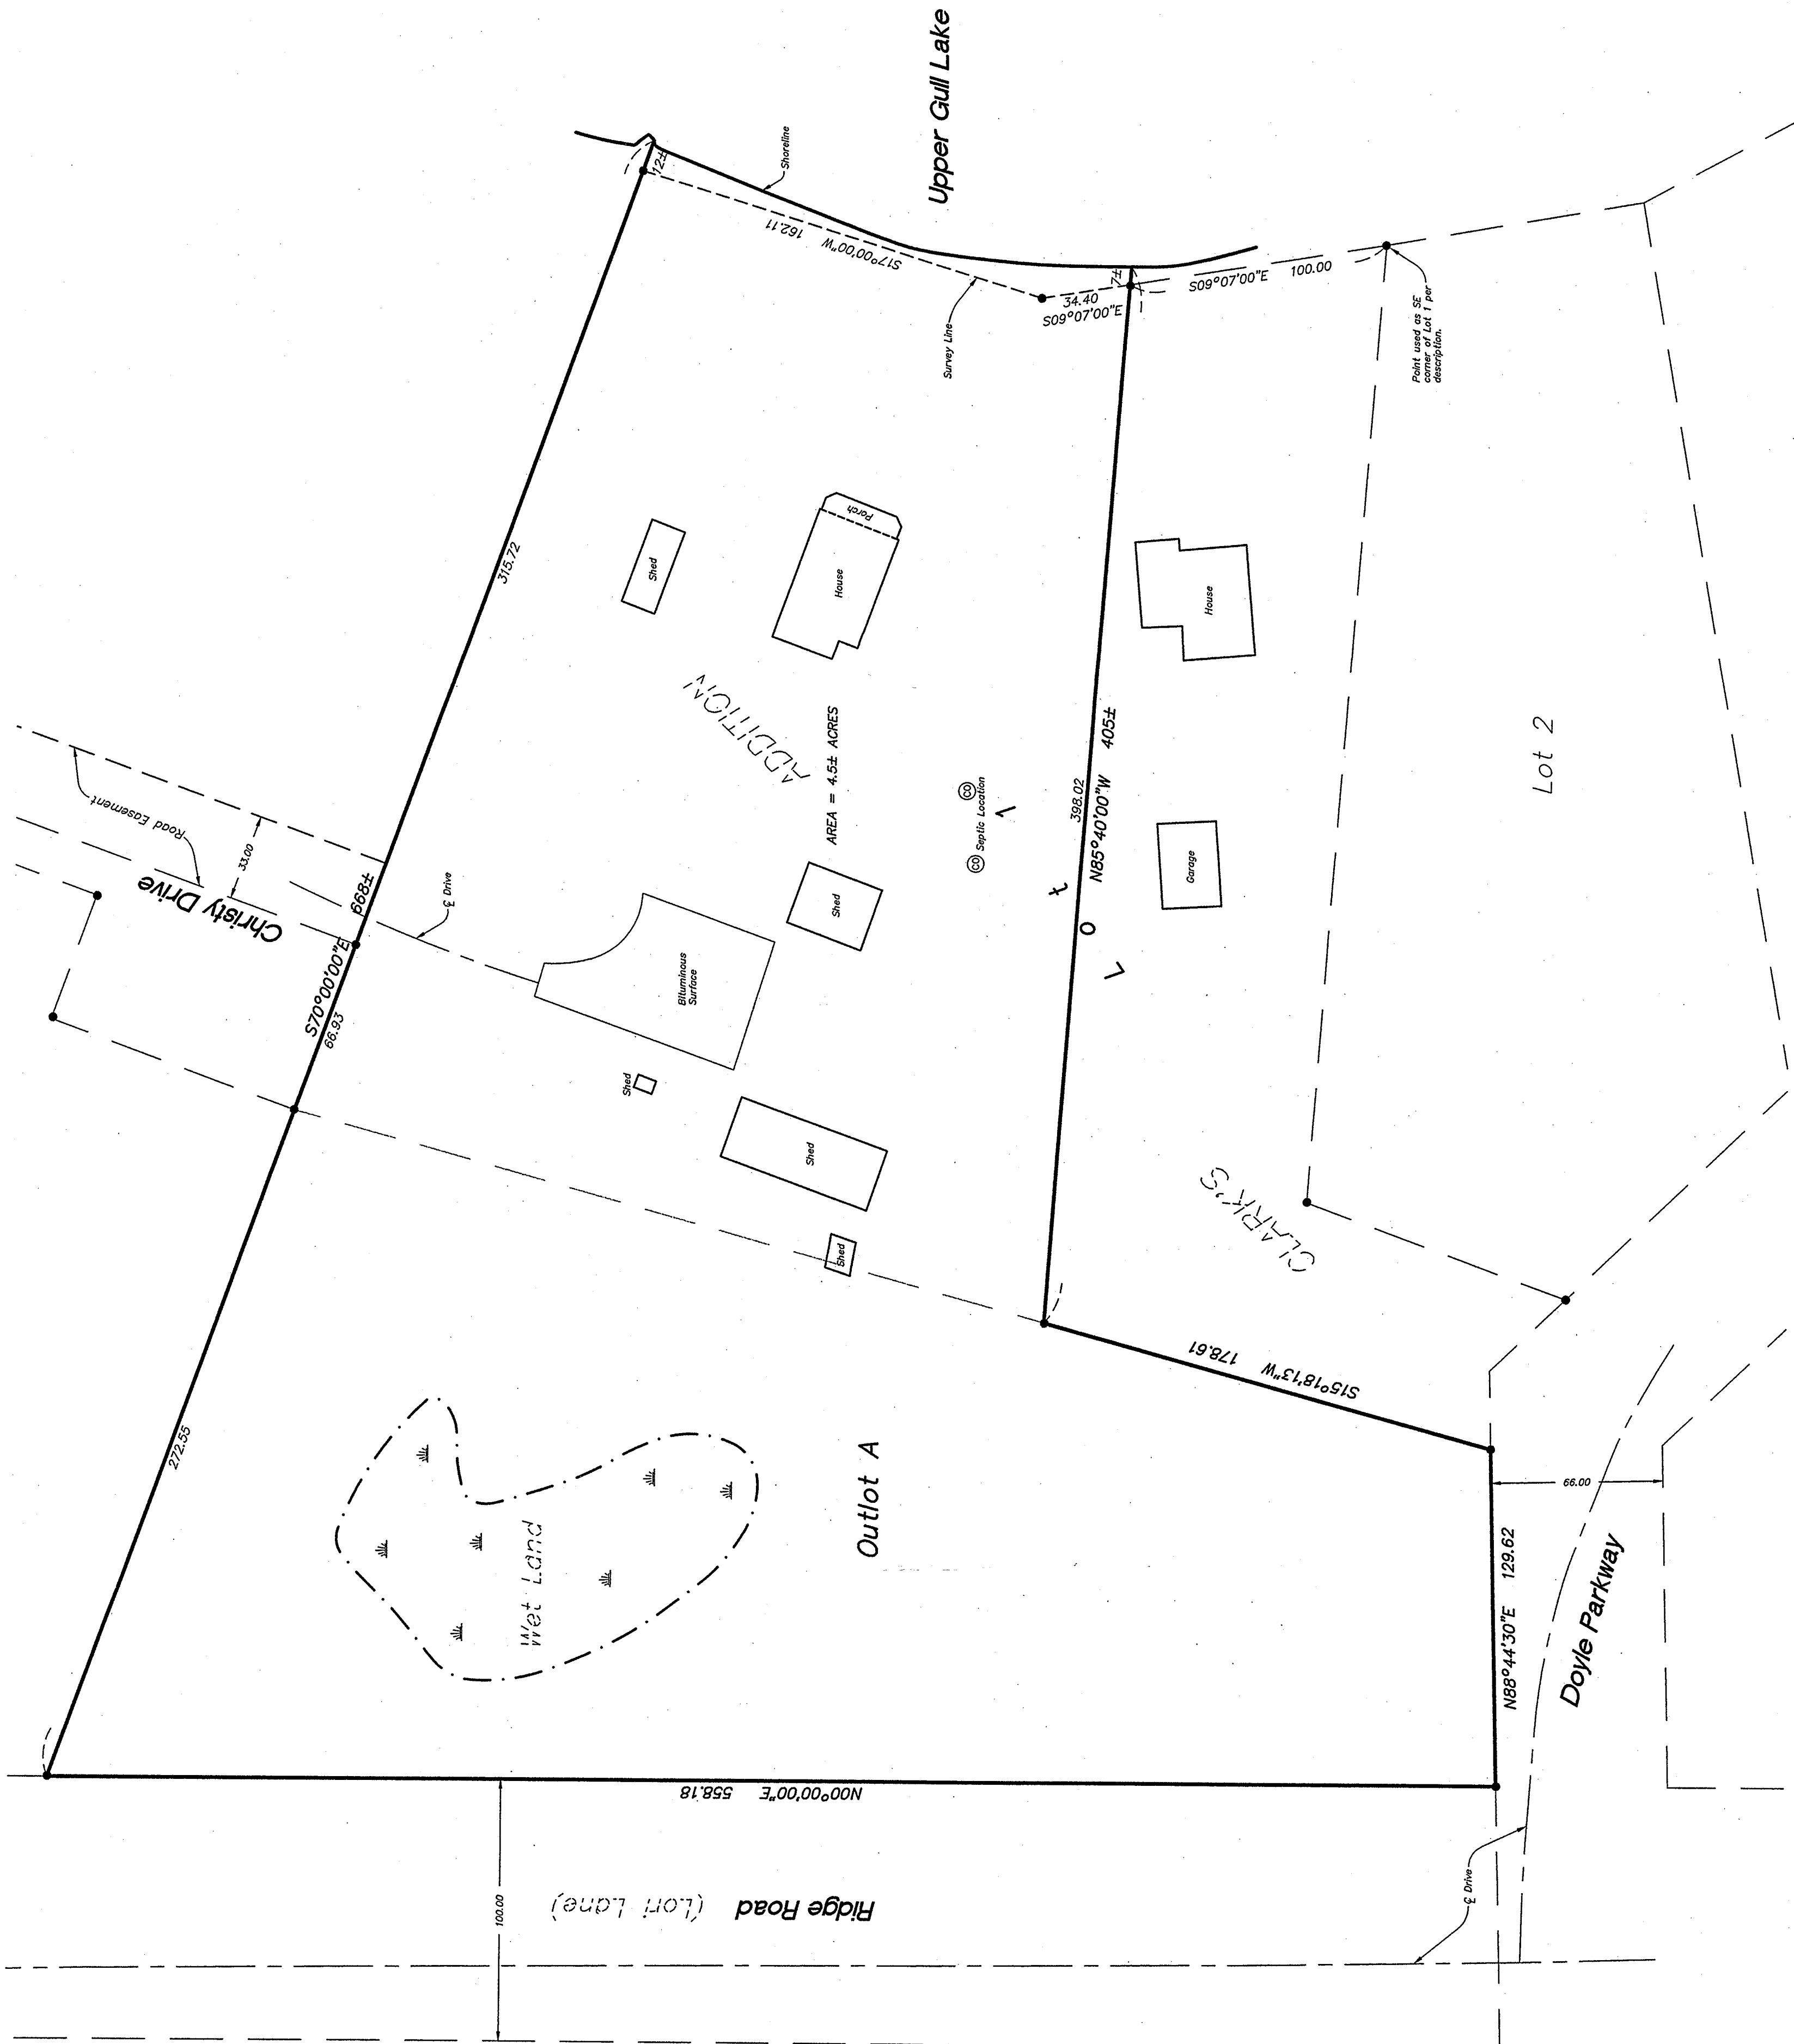 Upper Gull Lake
Shoreline
12±
S17°00'00"W 162.11
Survey Line
34.40
S09°07'00"E
7±
S09°07'00"E 100.00
Point used as SE
corner of Lot 1 per
description.
315.72
Shed
Porch
House
House
ADDITION
AREA = 4.5± ACRES
Road Easement
33.00
Christy Drive
668±
S70°00'00"E
66.93
℄ Drive
Bituminous
Surface
Shed
CO
CO Septic Location
398.02
N85°40'00"W 405±
Lot 1
Garage
Lot 2
Shed
Shed
Shed
CLARK'S
S15°18'13"W 178.61
272.55
Wet Land
Outlot A
66.00
N88°44'30"E 129.62
Doyle Parkway
N00°00'00"E 558.18
100.00
Ridge Road (Lori Lane)
℄ Drive